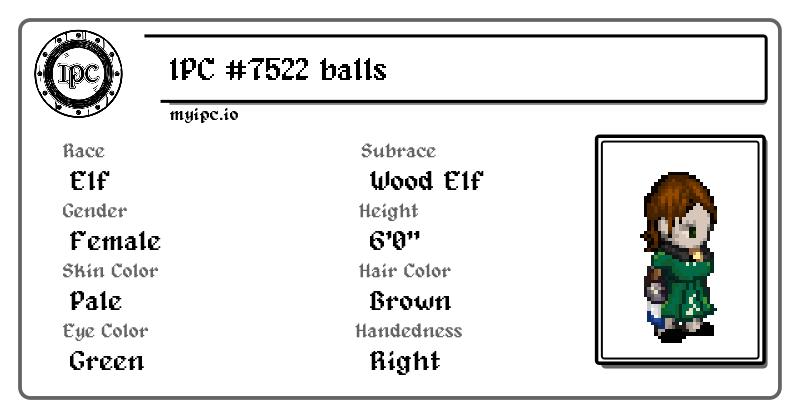 IPC
IPC #7522 balls
myipc.io
Race
Subrace
Elf
Wood Elf
Gender
Height
Female
6'0"
Skin Color
Hair Color
Pale
Brown
Eye Color
Handedness
Green
Right